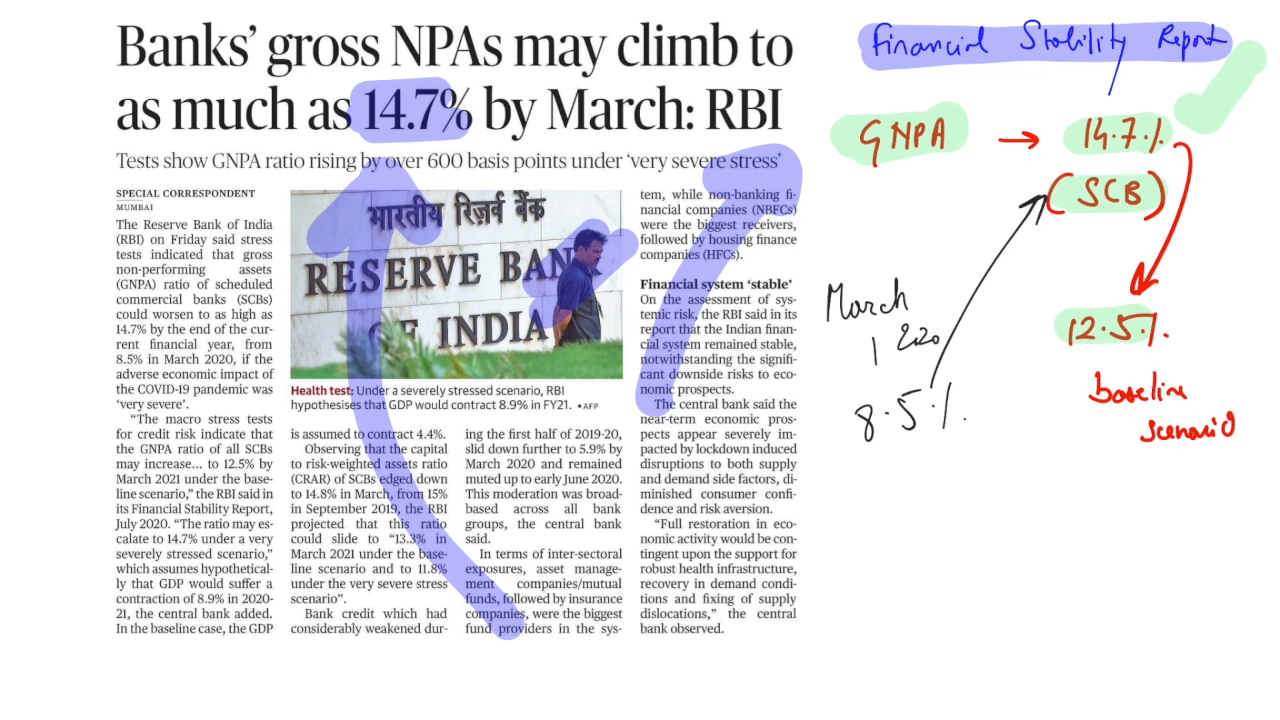 Banks' gross NPAs may climb to
as much as 14.7% by March: RBI
Tests show GNPA ratio rising by over 600 basis points under 'very severe stress'
SPECIAL CORRESPONDENT
MUMBAI
The Reserve Bank of India
(RBI) on Friday said stress
tests indicated that gross
non-performing assets
(GNPA) ratio of scheduled
commercial banks (SCBs)
could worsen to as high as
14.7% by the end of the cur-
rent financial year, from
8.5% in March 2020, if the
adverse economic impact of
the COVID-19 pandemic was
'very severe'.
"The macro stress tests
for credit risk indicate that
the GNPA ratio of all SCBs
may increase... to 12.5% by
March 2021 under the base-
line scenario," the RBI said in
its Financial Stability Report,
July 2020. "The ratio may es-
calate to 14.7% under a very
severely stressed scenario,"
which assumes hypothetical-
ly that GDP would suffer a
contraction of 8.9% in 2020-
21, the central bank added.
In the baseline case, the GDP
भारतीय रिज़र्व बैंक
RESERVE BAN
OF INDIA
Health test: Under a severely stressed scenario, RBI
hypothesises that GDP would contract 8.9% in FY21. • AFP
is assumed to contract 4.4%.
Observing that the capital
to risk-weighted assets ratio
(CRAR) of SCBs edged down
to 14.8% in March, from 15%
in September 2019, the RBI
projected that this ratio
could slide to "13.3% in
March 2021 under the base-
line scenario and to 11.8%
under the very severe stress
scenario".
Bank credit which had
considerably weakened dur-
ing the first half of 2019-20,
slid down further to 5.9% by
March 2020 and remained
muted up to early June 2020.
This moderation was broad-
based across all bank
groups, the central bank
said.
In terms of inter-sectoral
exposures, asset manage-
ment companies/mutual
funds, followed by insurance
companies, were the biggest
fund providers in the sys-
tem, while non-banking fi-
nancial companies (NBFCs)
were the biggest receivers,
followed by housing finance
companies (HFCs).
Financial system 'stable'
On the assessment of sys-
temic risk, the RBI said in its
report that the Indian finan-
cial system remained stable,
notwithstanding the signifi-
cant downside risks to eco-
nomic prospects.
The central bank said the
near-term economic pros-
pects appear severely im-
pacted by lockdown induced
disruptions to both supply
and demand side factors, di-
minished consumer confi-
dence and risk aversion.
"Full restoration in eco-
nomic activity would be con-
tingent upon the support for
robust health infrastructure,
recovery in demand condi-
tions and fixing of supply
dislocations," the central
bank observed.
Financial Stability Report
GNPA → 14.7%
(SCB)
March
2020
8.5%
12.5%
baseline
scenario